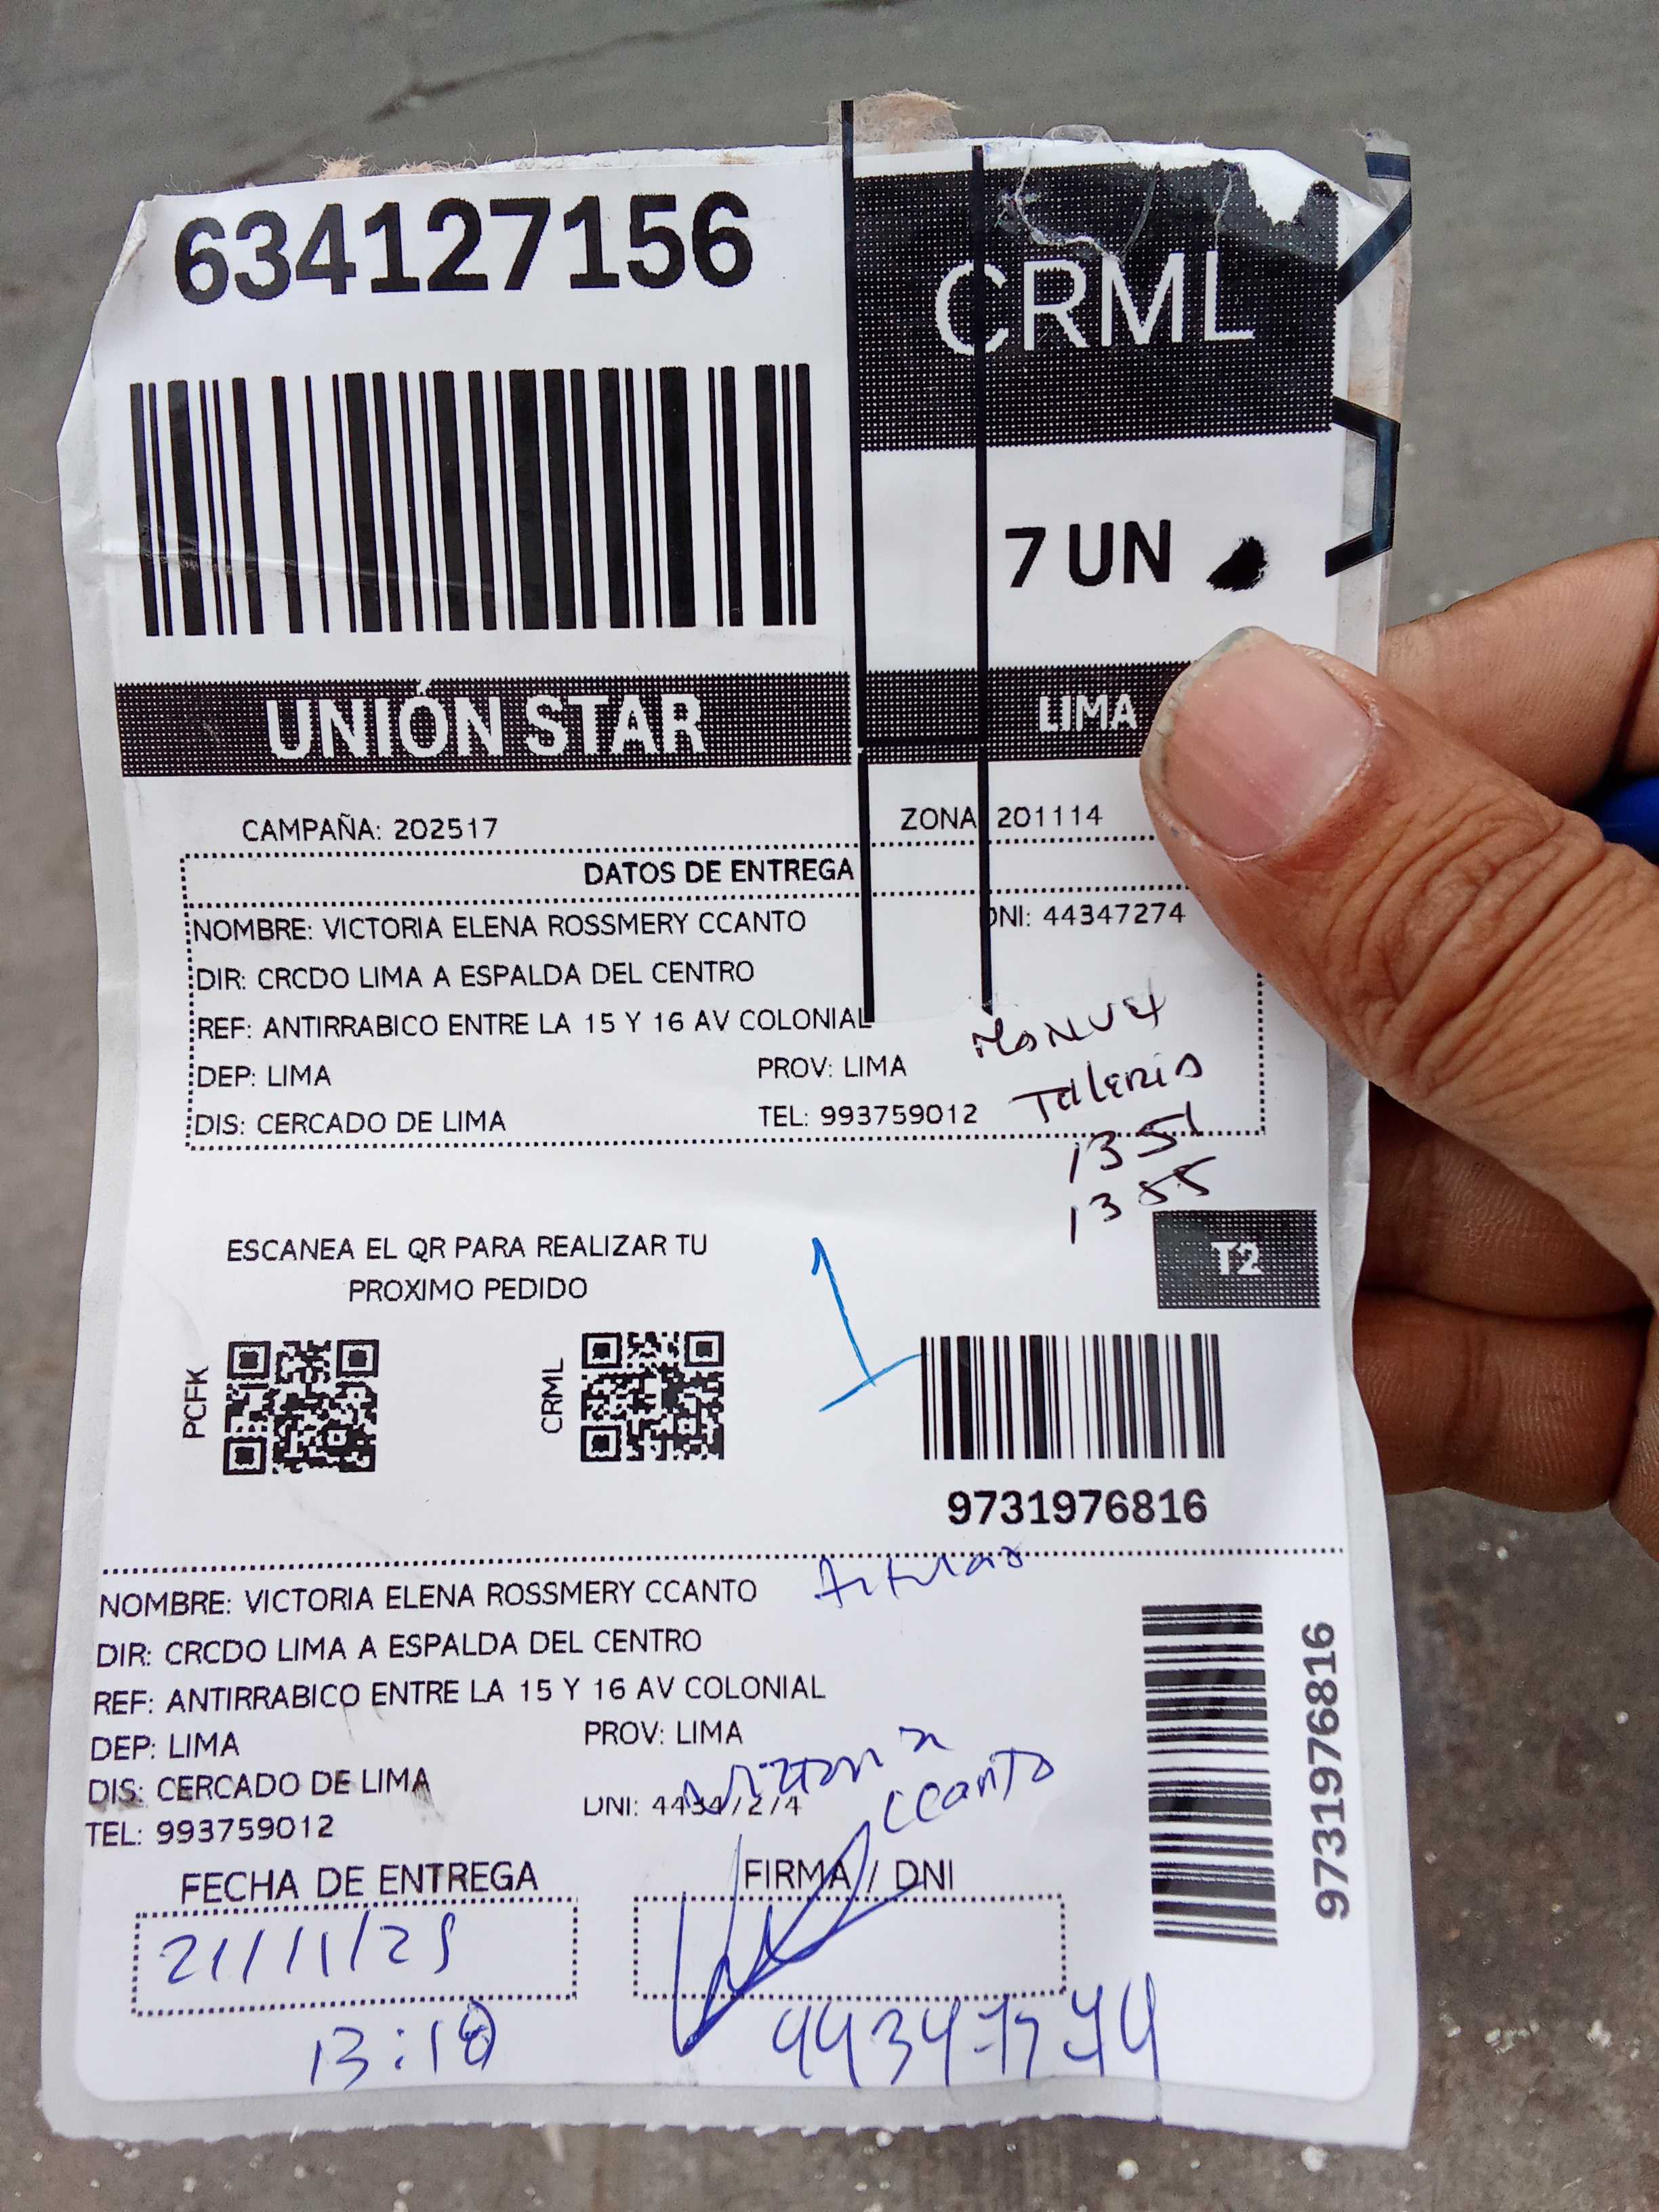 634127156
CRML
7 UN
UNIÓN STAR
LIMA
CAMPAÑA: 202517
ZONA 201114
DATOS DE ENTREGA
NOMBRE: VICTORIA ELENA ROSSMERY CCANTO
DNI: 44347274
DIR: CRCDO LIMA A ESPALDA DEL CENTRO
REF: ANTIRRABICO ENTRE LA 15 Y 16 AV COLONIAL
DEP: LIMA
PROV: LIMA
DIS: CERCADO DE LIMA
TEL: 993759012
1351
1355
ESCANEA EL QR PARA REALIZAR TU
PROXIMO PEDIDO
1
T2
PCFK
CRML
9731976816
NOMBRE: VICTORIA ELENA ROSSMERY CCANTO
DIR: CRCDO LIMA A ESPALDA DEL CENTRO
REF: ANTIRRABICO ENTRE LA 15 Y 16 AV COLONIAL
DEP: LIMA
PROV: LIMA
DIS: CERCADO DE LIMA
DNI: 44347274
TEL: 993759012
Ccanto
9731976816
FECHA DE ENTREGA
FIRMA / DNI
21/11/25